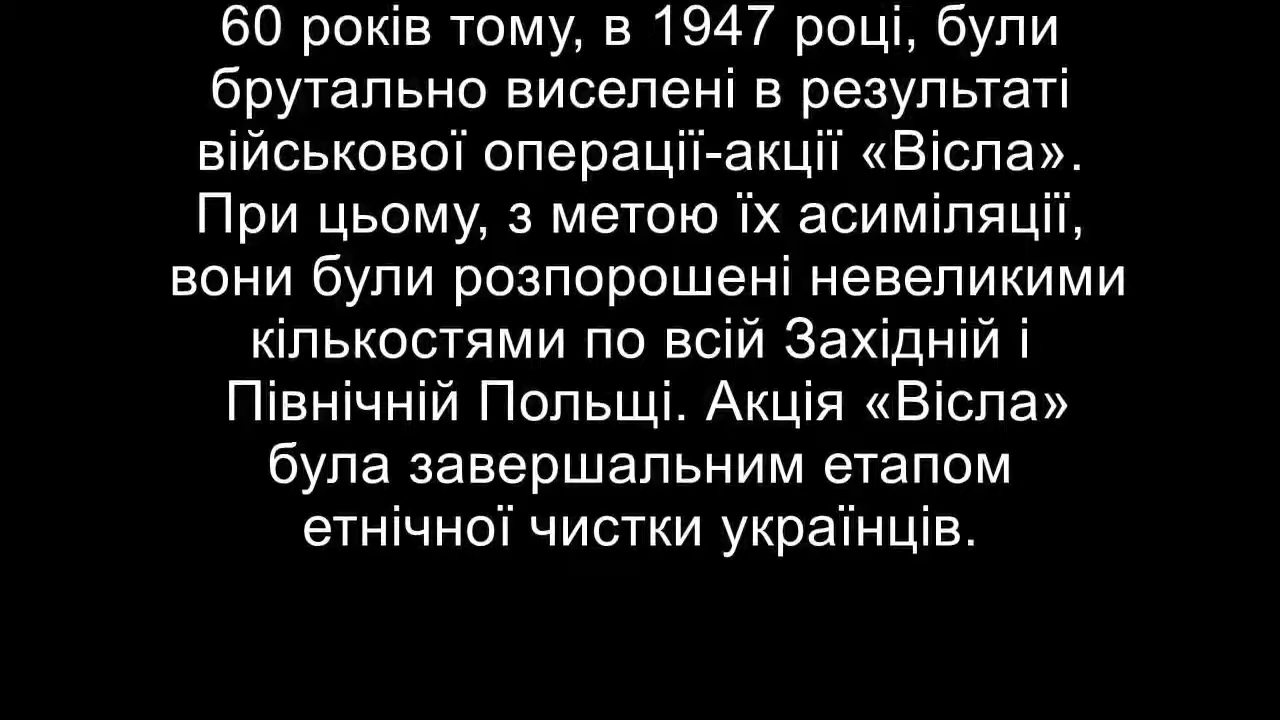 60 років тому, в 1947 році, були
брутально виселені в результаті
військової операції-акції «Вісла».
При цьому, з метою їх асиміляції,
вони були розпорошені невеликими
кількостями по всій Західній і
Північній Польщі. Акція «Вісла»
була завершальним етапом
етнічної чистки українців.